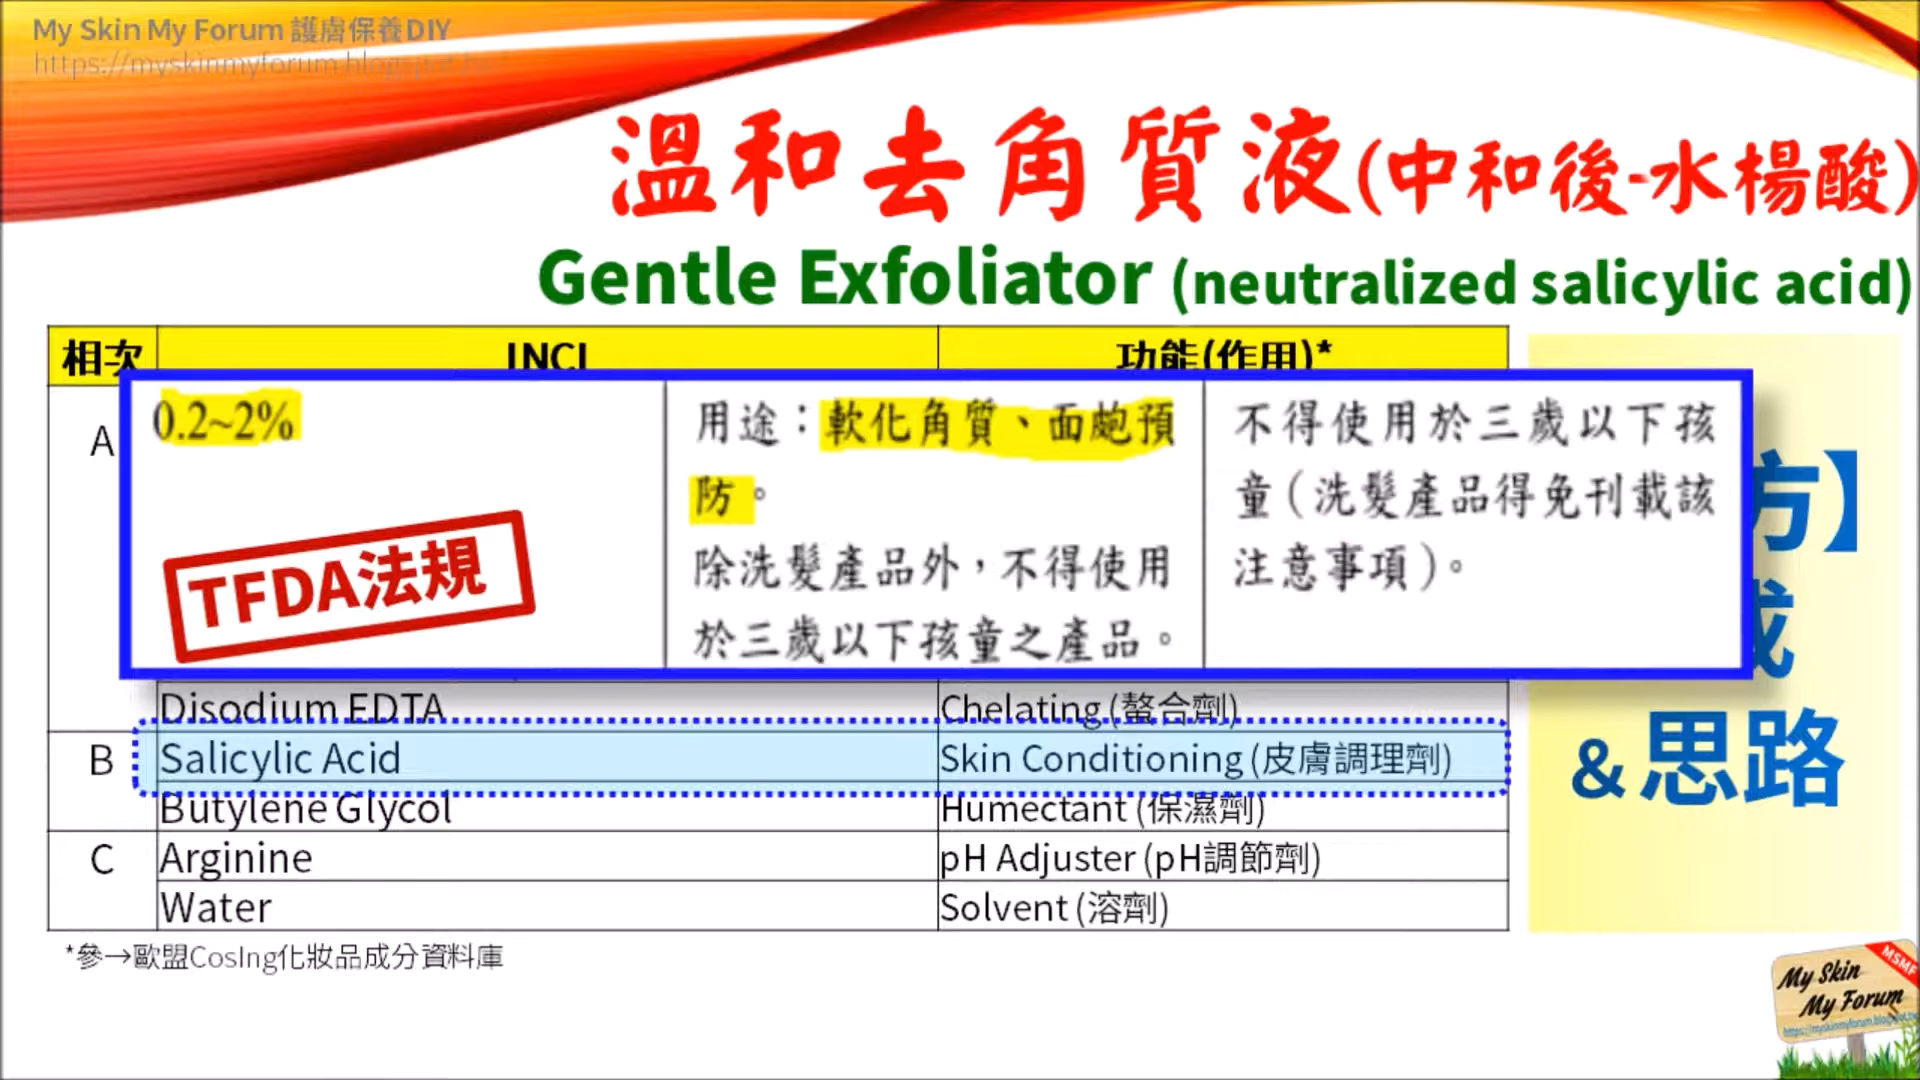 My Skin My Forum 護膚保養DIY
溫和去角質液(中和後-水楊酸)
Gentle Exfoliator (neutralized salicylic acid)
相次 INCI 功能(作用)*
A
0.2~2%
TFDA法規
用途：軟化角質、面皰預
防。
除洗髮產品外，不得使用
於三歲以下孩童之產品。
不得使用於三歲以下孩
童(洗髮產品得免刊載該
注意事項)。
方】
成
&思路
Disodium EDTA Chelating (螯合劑)
B Salicylic Acid Skin Conditioning (皮膚調理劑)
Butylene Glycol Humectant (保濕劑)
C Arginine pH Adjuster (pH調節劑)
Water Solvent (溶劑)
*參→歐盟CosIng化妝品成分資料庫
MSMF
My Skin
My Forum